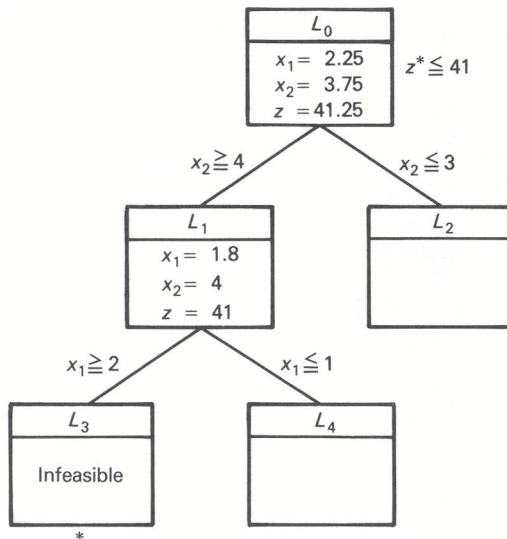 L₀
x₁ = 2.25
x₂ = 3.75
z = 41.25
z* ≦ 41
x₂ ≧ 4
x₂ ≦ 3
L₁
x₁ = 1.8
x₂ = 4
z = 41
L₂
x₁ ≧ 2
x₁ ≦ 1
L₃
Infeasible
*
L₄